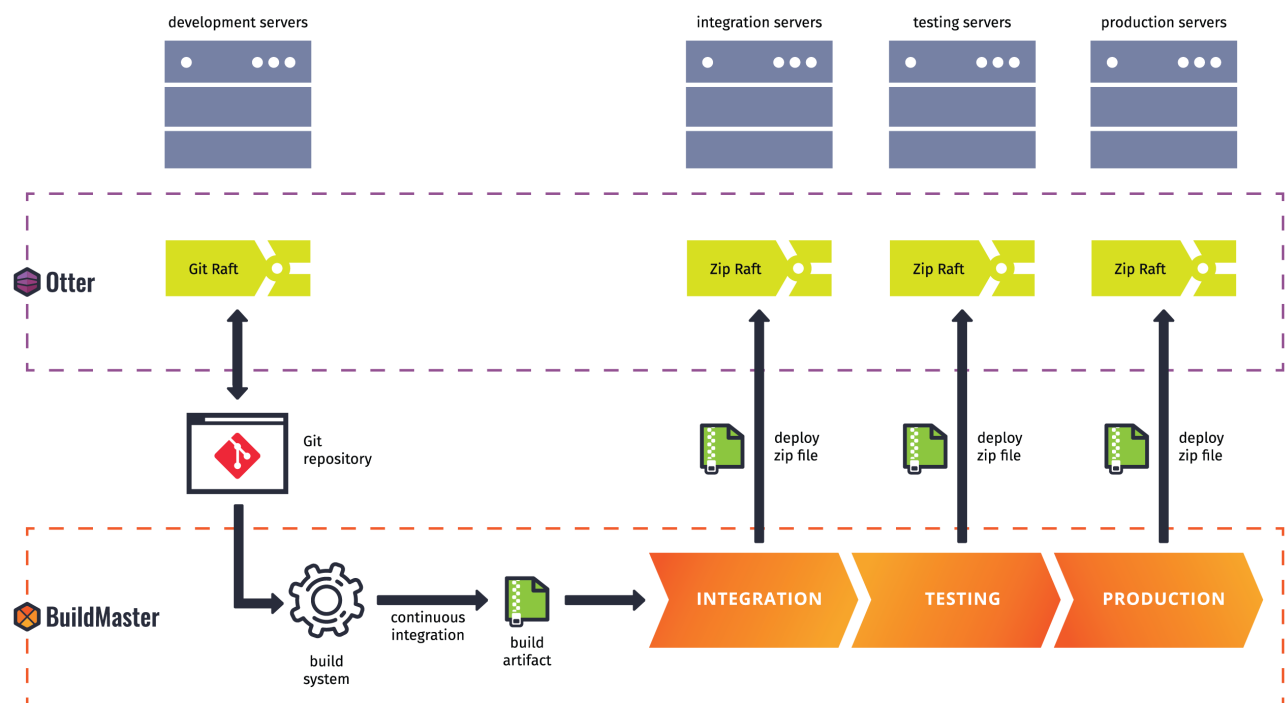 development servers
integration servers
testing servers
production servers
Git Raft
Zip Raft
Zip Raft
Zip Raft
Otter
Git
repository
deploy
zip file
deploy
zip file
deploy
zip file
BuildMaster
build
system
continuous
integration
build
artifact
INTEGRATION
TESTING
PRODUCTION